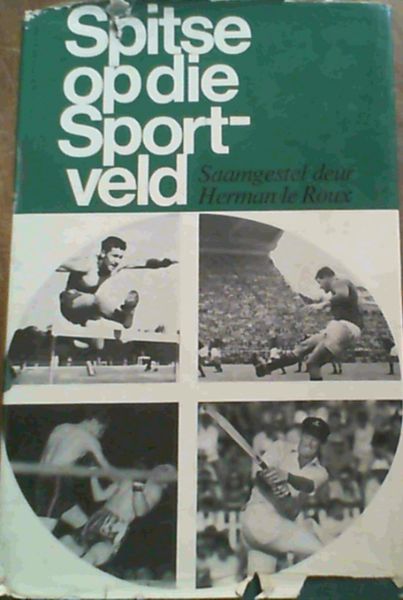 Spitse
op die
Sport-
veld
Saamgestel deur
Herman le Roux